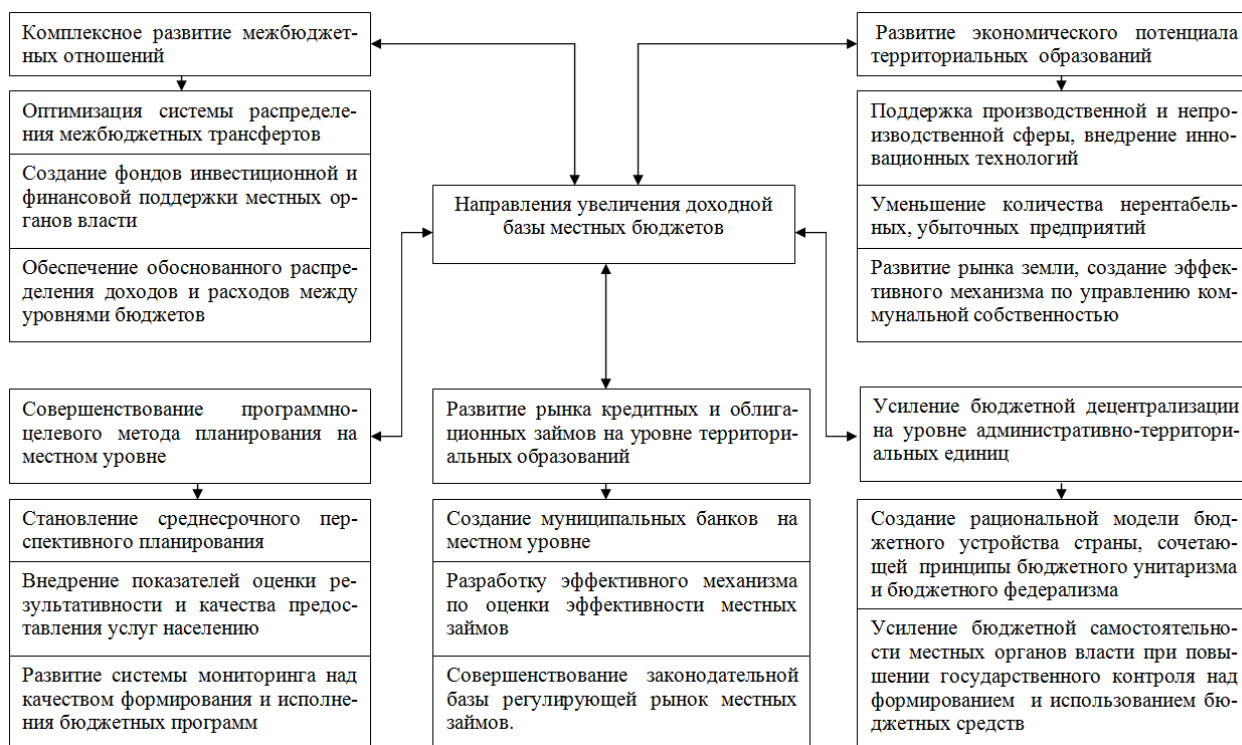 Комплексное развитие межбюджет-
ных отношений
Оптимизация системы распределе-
ния межбюджетных трансфертов
Создание фондов инвестиционной и
финансовой поддержки местных ор-
ганов власти
Обеспечение обоснованного распре-
деления доходов и расходов между
уровнями бюджетов
Развитие экономического потенциала
территориальных образований
Поддержка производственной и непро-
изводственной сферы, внедрение инно-
вационных технологий
Уменьшение количества нерентабель-
ных, убыточных предприятий
Развитие рынка земли, создание эффек-
тивного механизма по управлению ком-
мунальной собственностью
Направления увеличения доходной
базы местных бюджетов
Совершенствование программно-
целевого метода планирования на
местном уровне
Становление среднесрочного пер-
спективного планирования
Внедрение показателей оценки ре-
зультативности и качества предос-
тавления услуг населению
Развитие системы мониторинга над
качеством формирования и исполне-
ния бюджетных программ
Развитие рынка кредитных и облига-
ционных займов на уровне территори-
альных образований
Создание муниципальных банков на
местном уровне
Разработку эффективного механизма
по оценки эффективности местных
займов
Совершенствование законодательной
базы регулирующей рынок местных
займов.
Усиление бюджетной децентрализации
на уровне административно-территори-
альных единиц
Создание рациональной модели бюд-
жетного устройства страны, сочетаю-
щей принципы бюджетного унитаризма
и бюджетного федерализма
Усиление бюджетной самостоятельно-
сти местных органов власти при повы-
шении государственного контроля над
формированием и использованием бю-
джетных средств